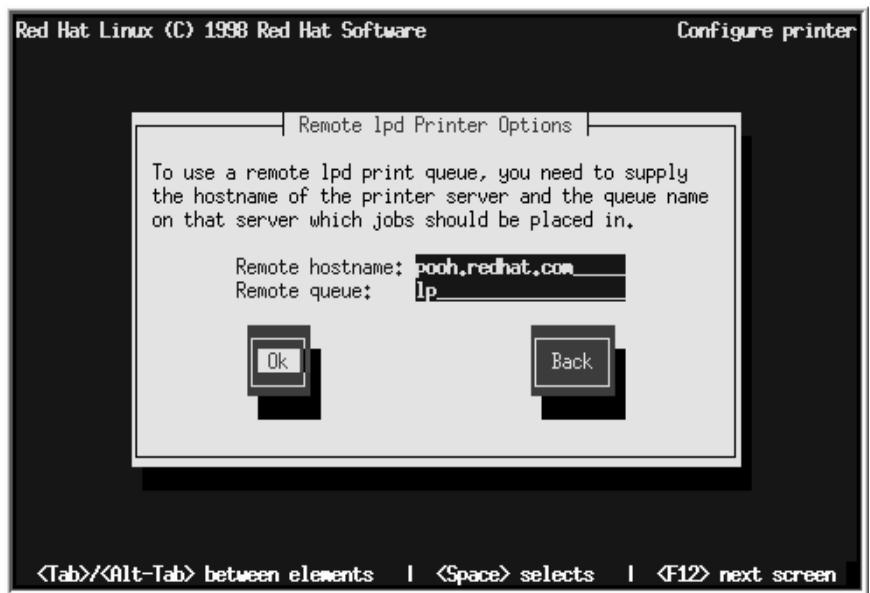 Red Hat Linux (C) 1998 Red Hat Software Configure printer
Remote lpd Printer Options
To use a remote lpd print queue, you need to supply
the hostname of the printer server and the queue name
on that server which jobs should be placed in.
Remote hostname: pooh.redhat.com_____
Remote queue: lp__________________
Ok Back
<Tab>/<Alt-Tab> between elements | <Space> selects | <F12> next screen